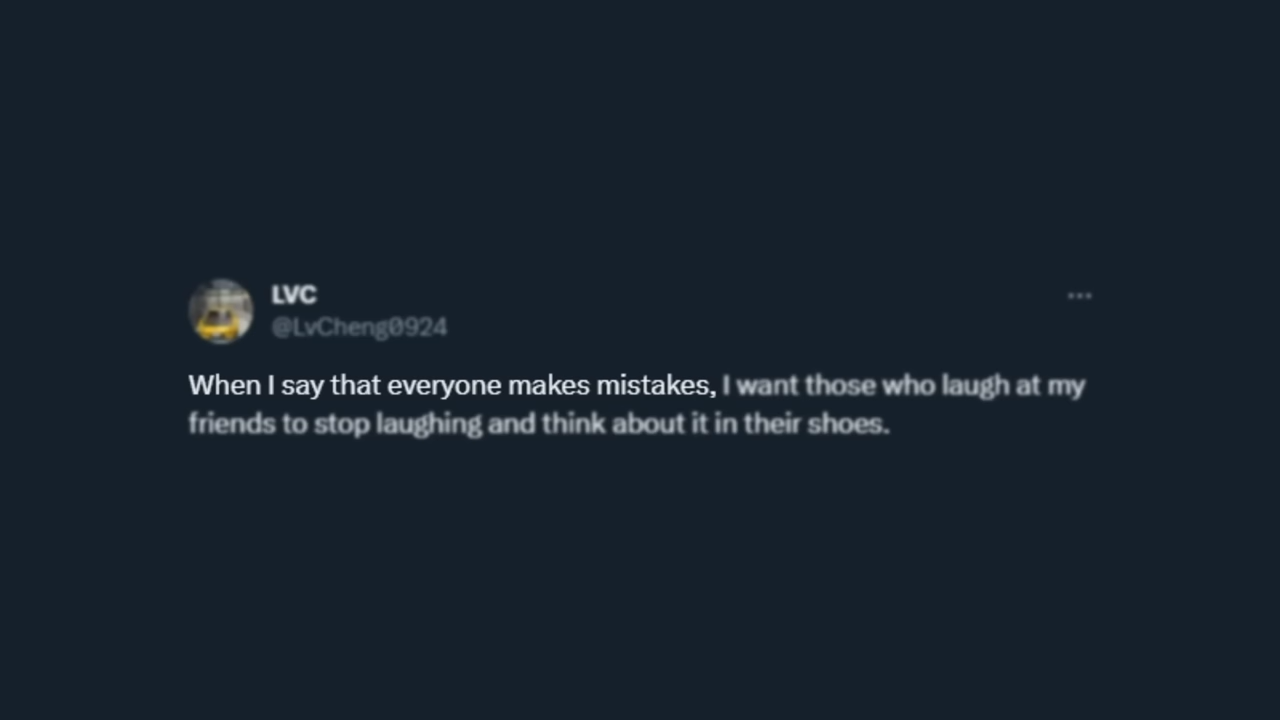 LVC
@LvCheng0924
When I say that everyone makes mistakes, I want those who laugh at my
friends to stop laughing and think about it in their shoes.